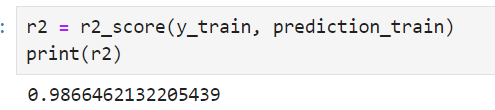 :
r2 = r2_score(y_train, prediction_train)
print(r2)
0.9866462132205439